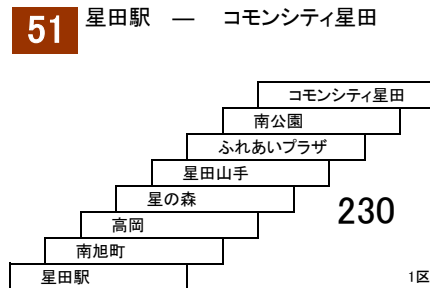 51 星田駅 ― コモンシティ星田
コモンシティ星田
南公園
ふれあいプラザ
星田山手
星の森
230
高岡
南旭町
星田駅
1区